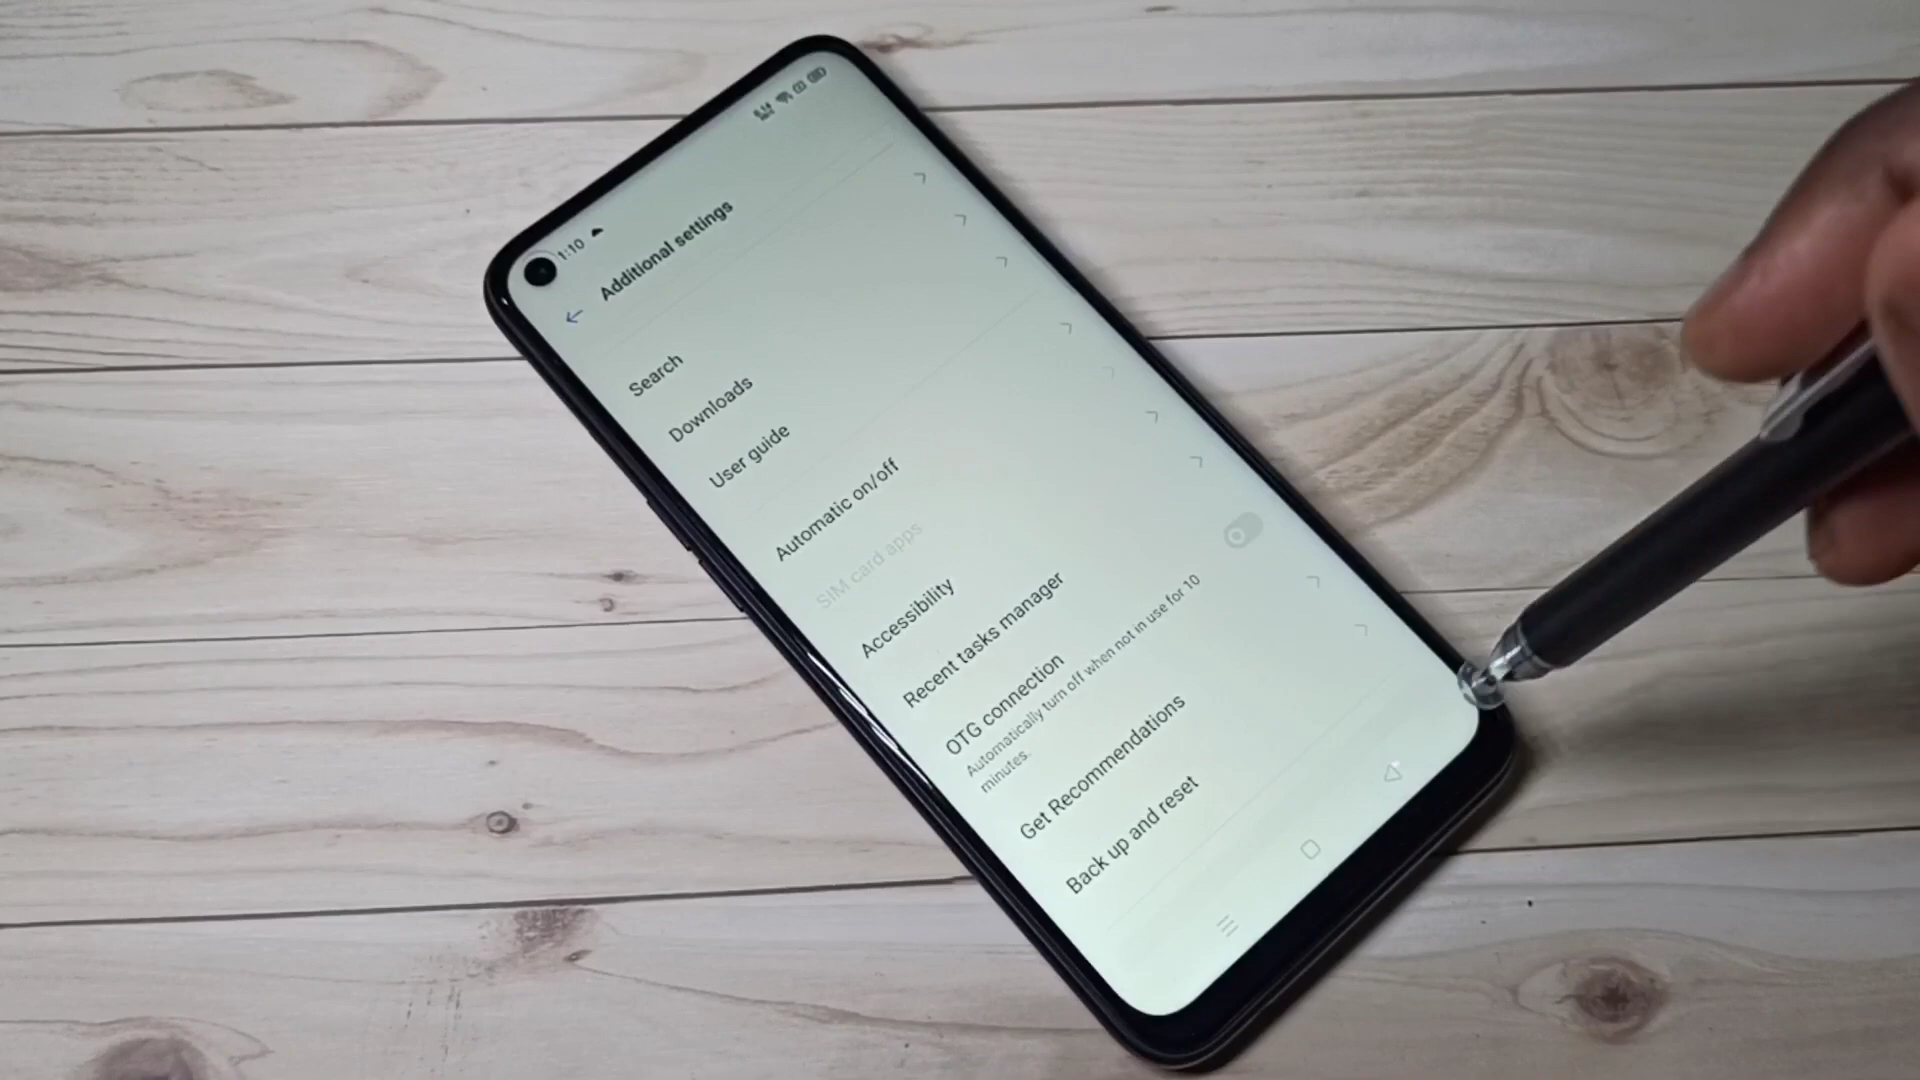 1:10
Additional settings
Search
Downloads
User guide
Automatic on/off
SIM card apps
Accessibility
Recent tasks manager
OTG connection
Automatically turn off when not in use for 10
minutes.
Get Recommendations
Back up and reset